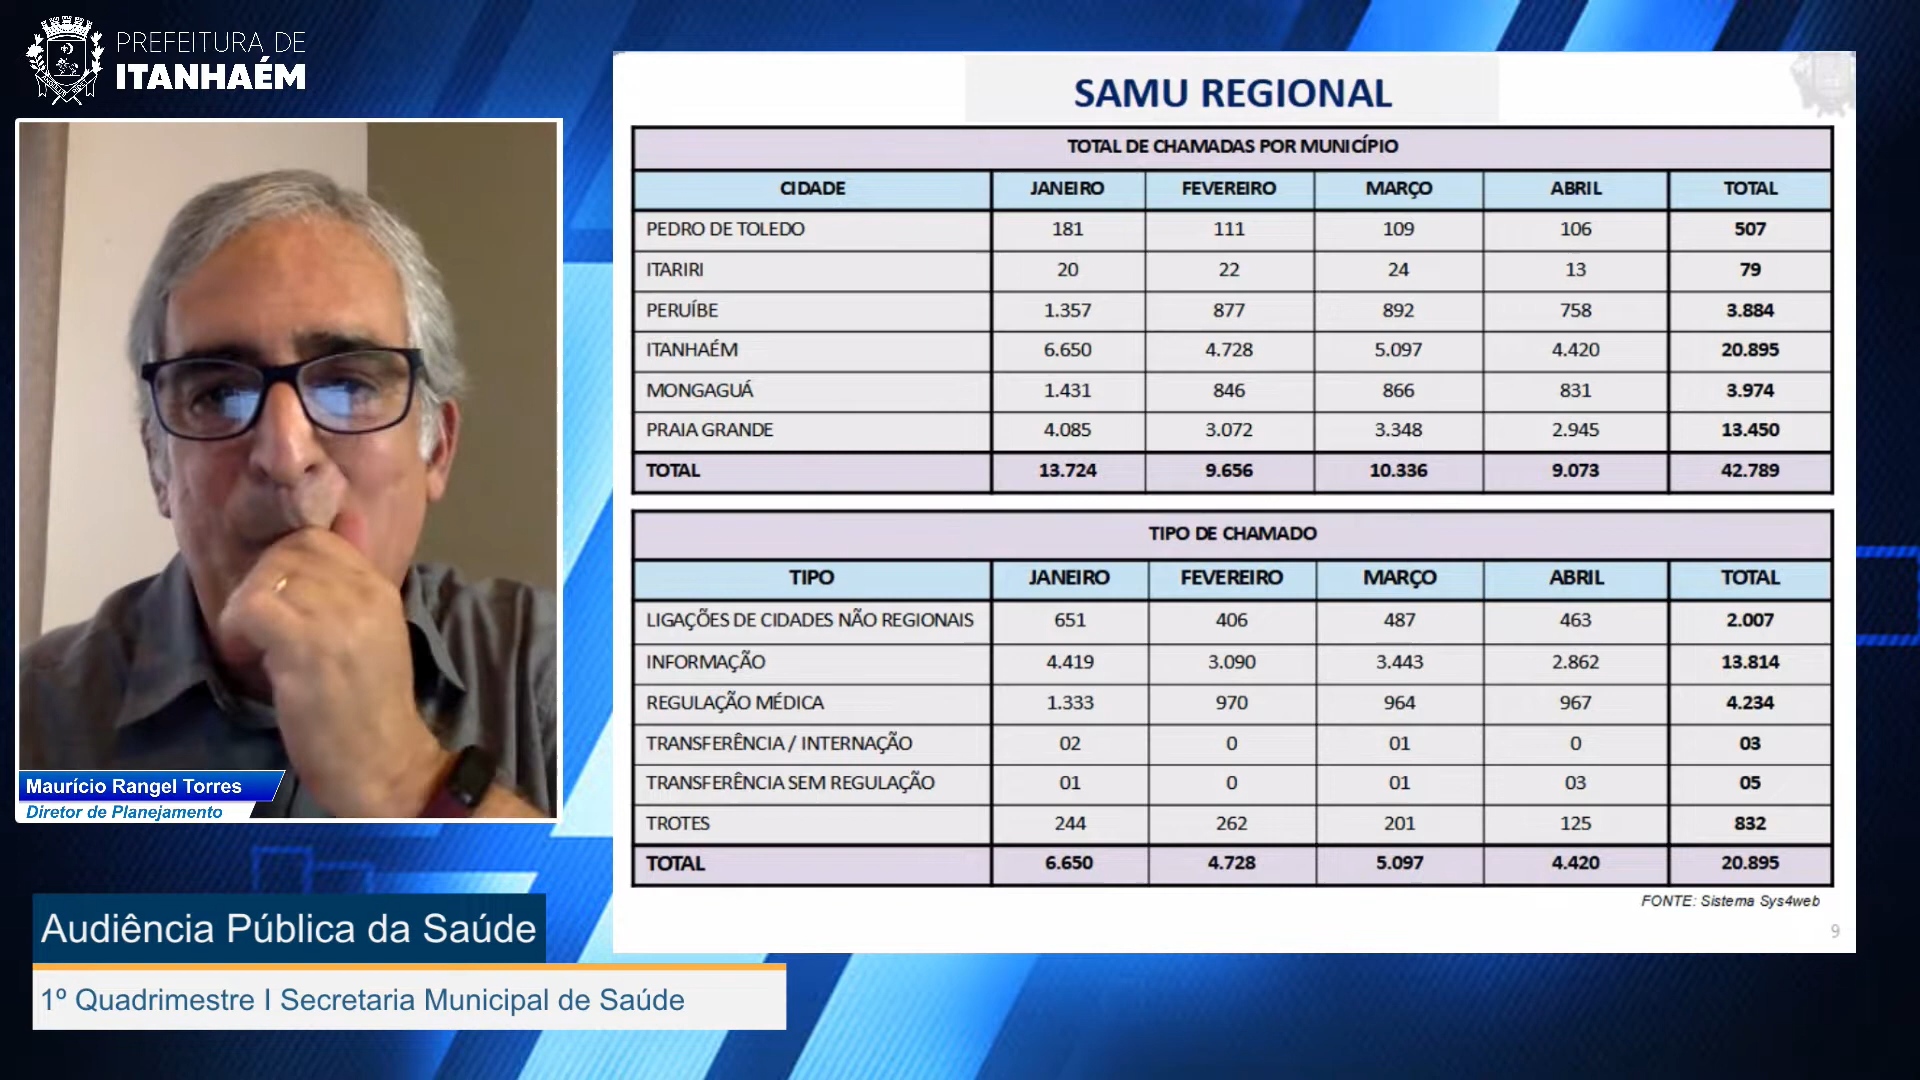 PREFEITURA DE
ITANHAÉM
SAMU REGIONAL
TOTAL DE CHAMADAS POR MUNICÍPIO
CIDADE JANEIRO FEVEREIRO MARÇO ABRIL TOTAL
PEDRO DE TOLEDO 181 111 109 106 507
ITARIRI 20 22 24 13 79
PERUÍBE 1.357 877 892 758 3.884
ITANHAÉM 6.650 4.728 5.097 4.420 20.895
MONGAGUÁ 1.431 846 866 831 3.974
PRAIA GRANDE 4.085 3.072 3.348 2.945 13.450
TOTAL 13.724 9.656 10.336 9.073 42.789
TIPO DE CHAMADO
TIPO JANEIRO FEVEREIRO MARÇO ABRIL TOTAL
LIGAÇÕES DE CIDADES NÃO REGIONAIS 651 406 487 463 2.007
INFORMAÇÃO 4.419 3.090 3.443 2.862 13.814
REGULAÇÃO MÉDICA 1.333 970 964 967 4.234
TRANSFERÊNCIA / INTERNAÇÃO 02 0 01 0 03
TRANSFERÊNCIA SEM REGULAÇÃO 01 0 01 03 05
TROTES 244 262 201 125 832
TOTAL 6.650 4.728 5.097 4.420 20.895
FONTE: Sistema Sys4web
9
Maurício Rangel Torres
Diretor de Planejamento
Audiência Pública da Saúde
1º Quadrimestre I Secretaria Municipal de Saúde